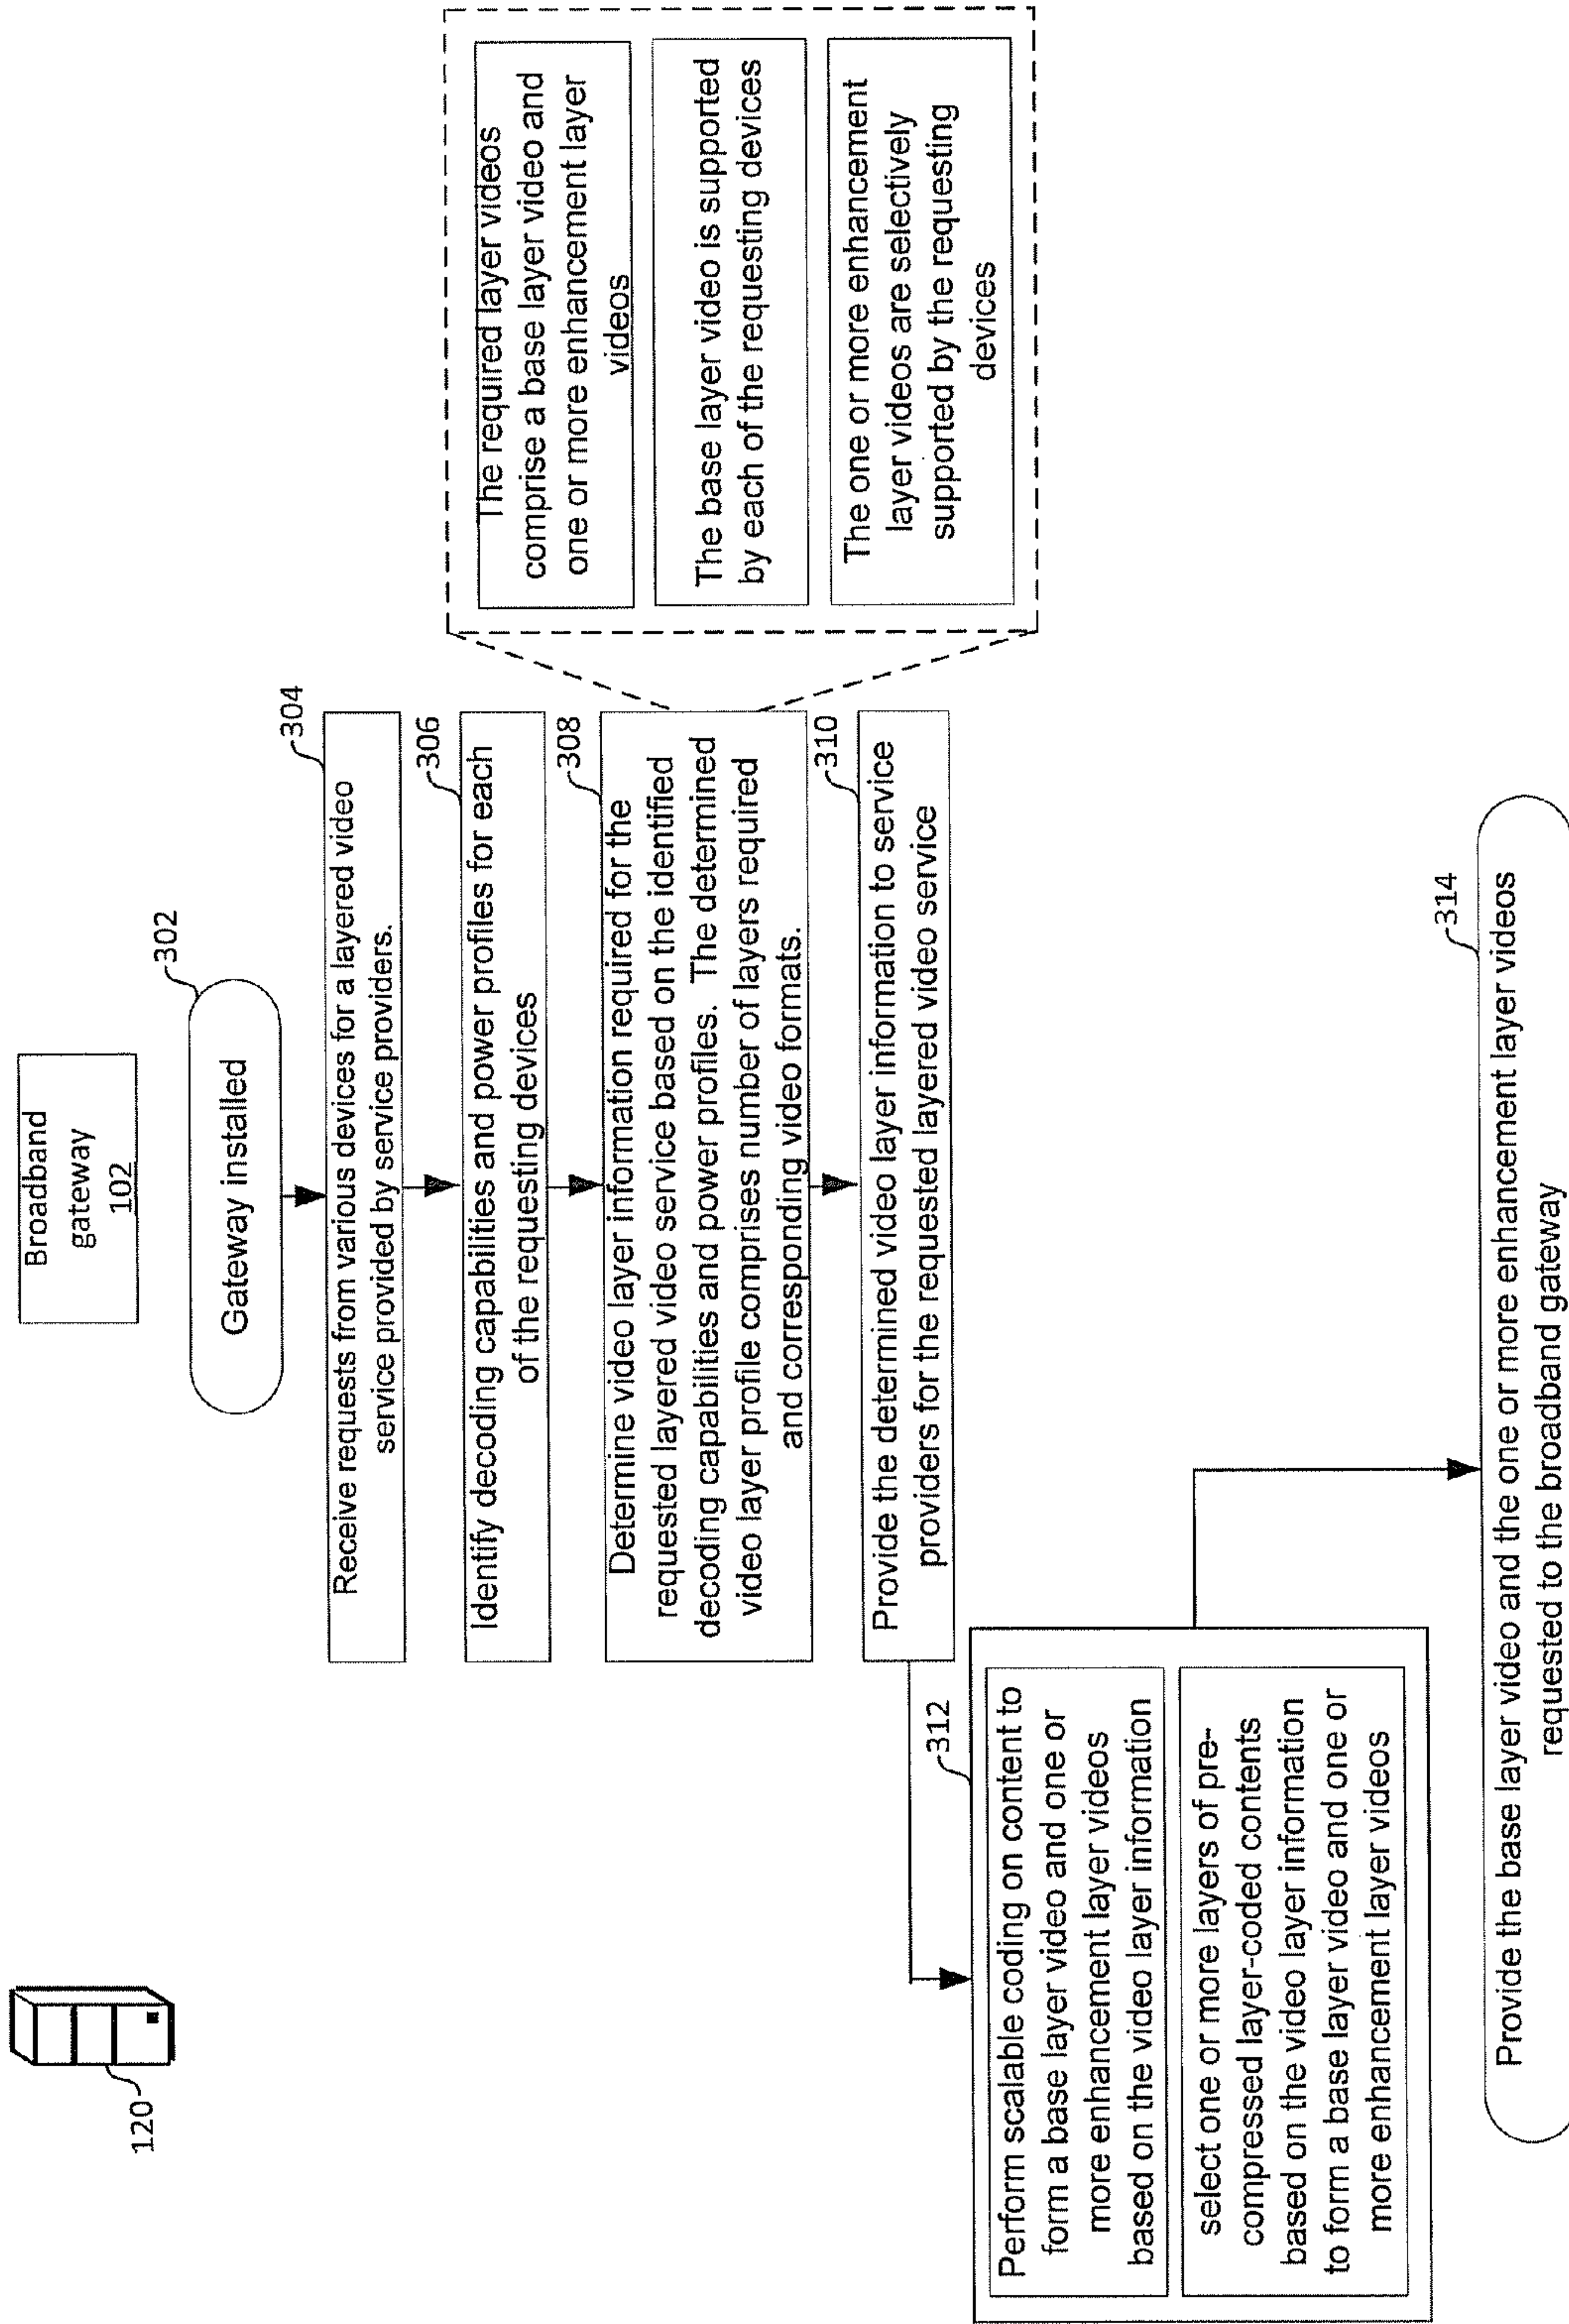 120
Broadband
gateway
102
302
Gateway installed
304
Receive requests from various devices for a layered video
service provided by service providers.
306
Identify decoding capabilities and power profiles for each
of the requesting devices
308
Determine video layer information required for the
requested layered video service based on the identified
decoding capabilities and power profiles. The determined
video layer profile comprises number of layers required
and corresponding video formats.
The required layer videos
comprise a base layer video and
one or more enhancement layer
videos
The base layer video is supported
by each of the requesting devices
The one or more enhancement
layer videos are selectively
supported by the requesting
devices
310
Provide the determined video layer information to service
providers for the requested layered video service
312
Perform scalable coding on content to
form a base layer video and one or
more enhancement layer videos
based on the video layer information
select one or more layers of pre-
compressed layer-coded contents
based on the video layer information
to form a base layer video and one or
more enhancement layer videos
314
Provide the base layer video and the one or more enhancement layer videos
requested to the broadband gateway